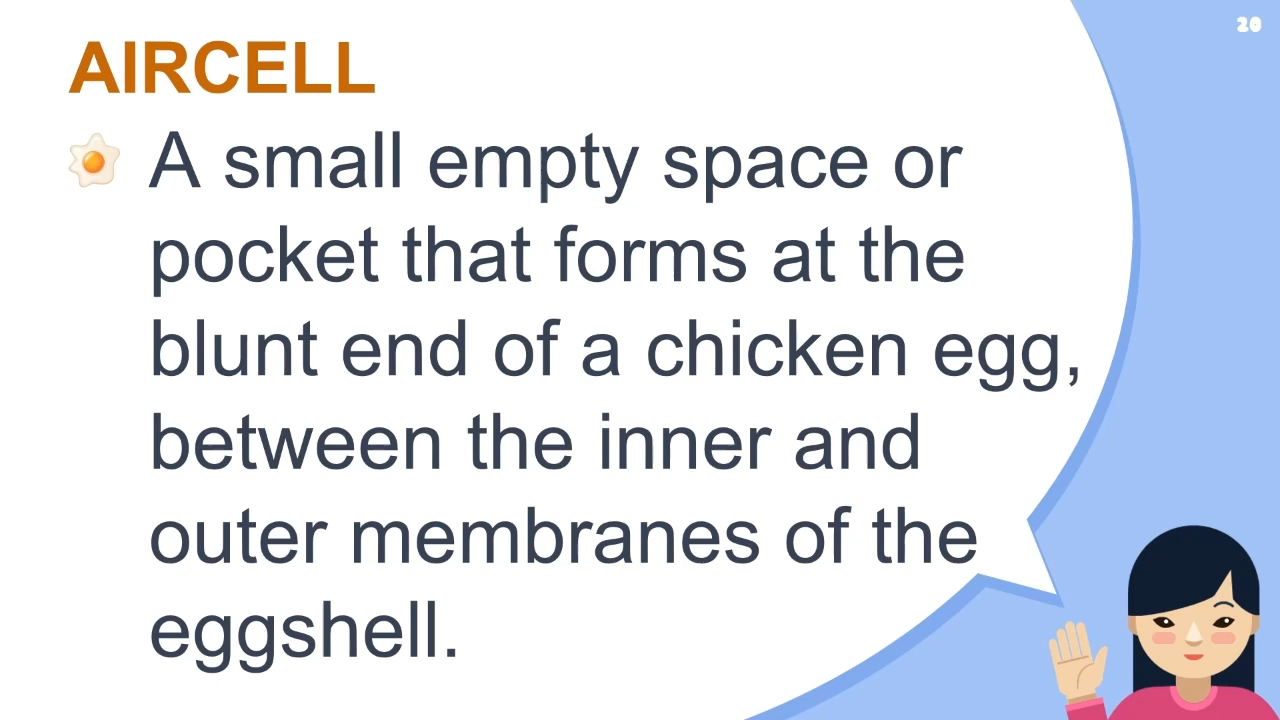 20
AIRCELL
A small empty space or
pocket that forms at the
blunt end of a chicken egg,
between the inner and
outer membranes of the
eggshell.